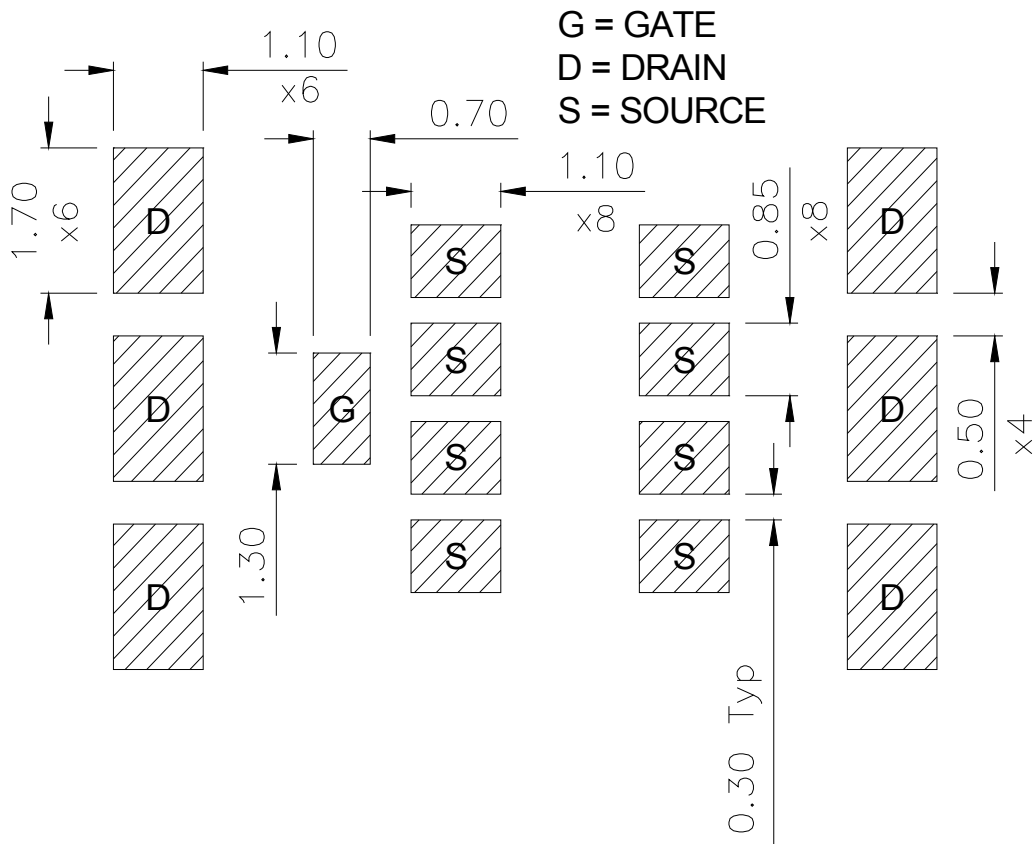 G = GATE
D = DRAIN
S = SOURCE
1.10
x6
0.70
1.10
x8
0.85
x8
1.70
x6
D
D
S
S
S
S
D
G
D
S
S
0.50
x4
1.30
S
S
D
D
0.30 Typ